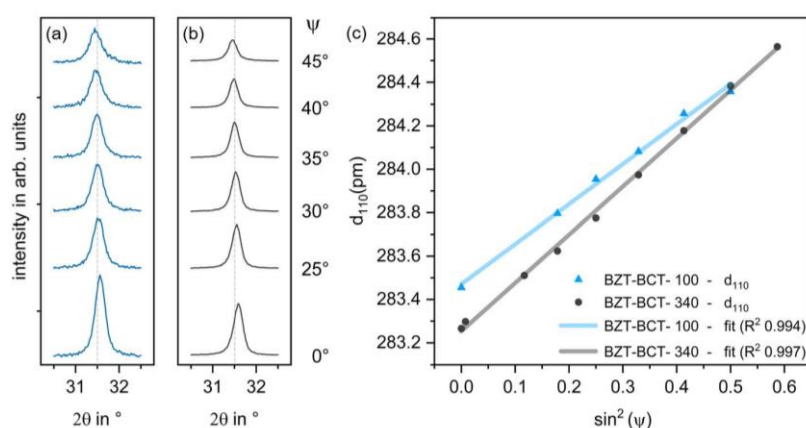 (a)
(b)
ψ
(c)
45°
40°
35°
30°
25°
0°
intensity in arb. units
31
32
2θ in °
31
32
2θ in °
284.6
284.4
284.2
284.0
283.8
283.6
283.4
283.2
d110(pm)
BZT-BCT- 100 - d110
BZT-BCT- 340 - d110
BZT-BCT- 100 - fit (R² 0.994)
BZT-BCT- 340 - fit (R² 0.997)
0.0
0.1
0.2
0.3
0.4
0.5
0.6
sin² (ψ)